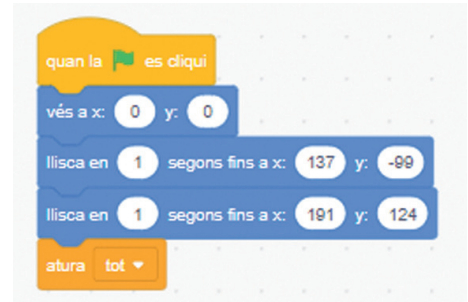 quan la es cliqui
vés a x: 0 y: 0
llisca en 1 segons fins a x: 137 y: -99
llisca en 1 segons fins a x: 191 y: 124
atura tot